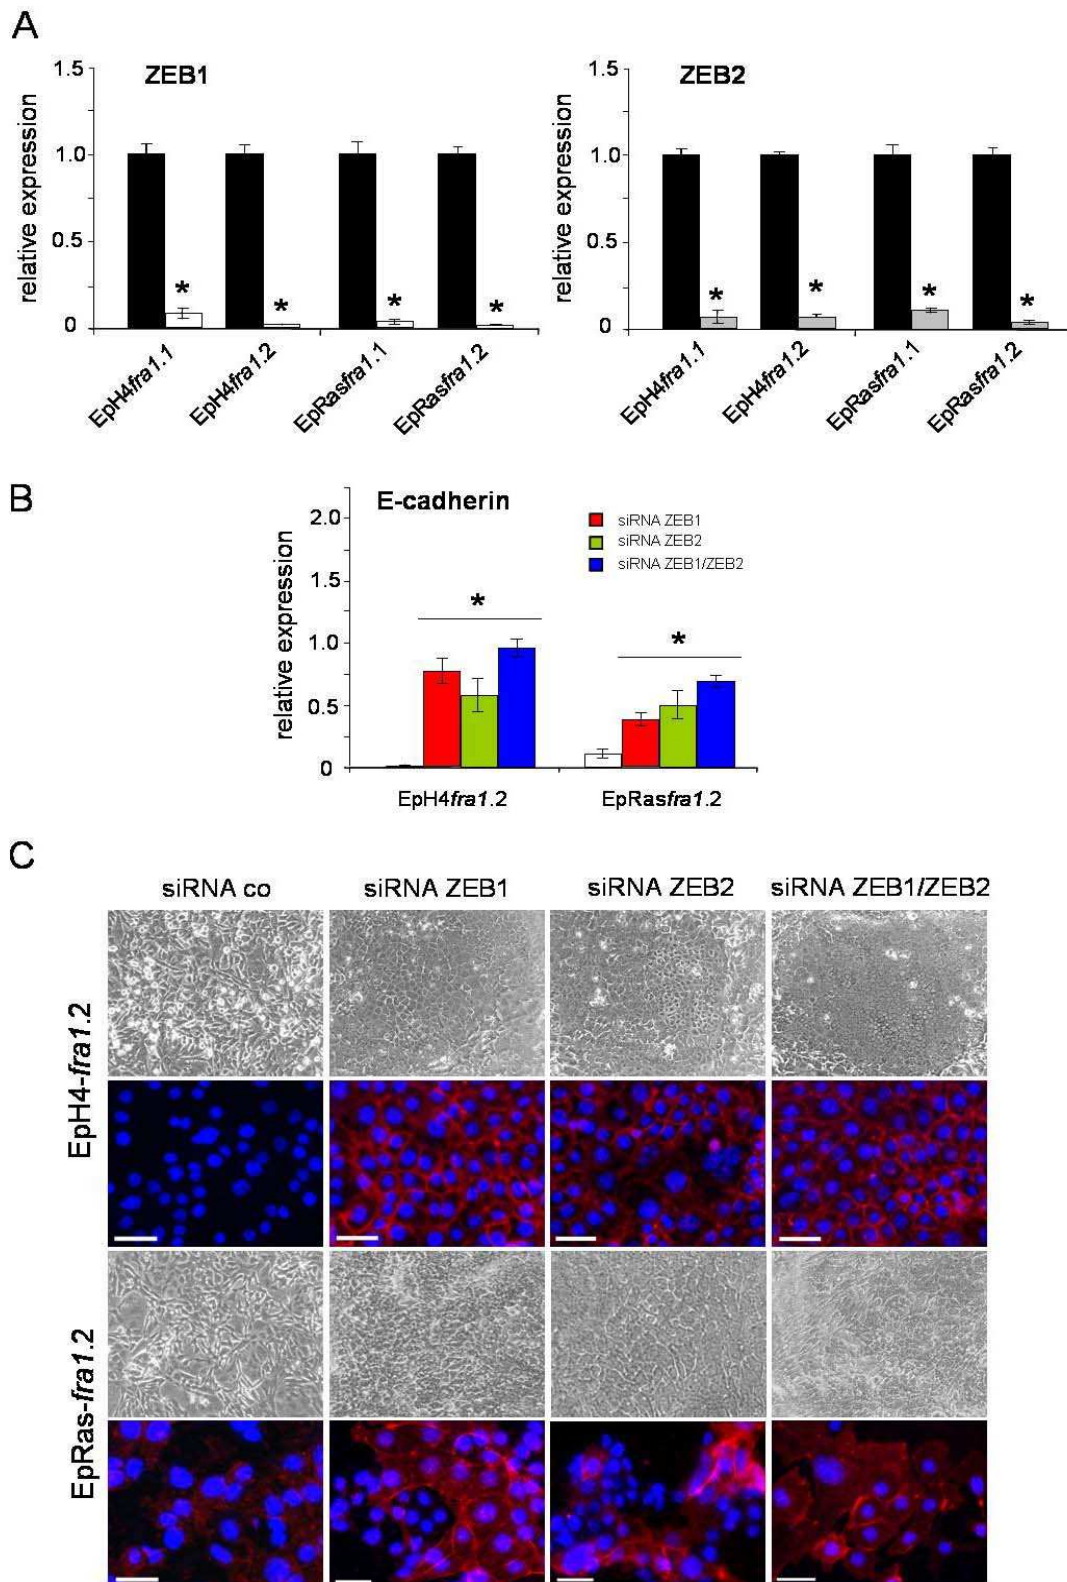 A
ZEB1
relative expression
1.5
1.0
0.5
0
EpH4fra1.1
EpH4fra1.2
EpRasfra1.1
EpRasfra1.2
* * * *
ZEB2
relative expression
1.5
1.0
0.5
0
EpH4fra1.1
EpH4fra1.2
EpRasfra1.1
EpRasfra1.2
* * * *
B
E-cadherin
relative expression
2.0
1.5
1.0
0.5
0
siRNA ZEB1
siRNA ZEB2
siRNA ZEB1/ZEB2
* *
EpH4fra1.2 EpRasfra1.2
C
siRNA co siRNA ZEB1 siRNA ZEB2 siRNA ZEB1/ZEB2
EpH4-fra1.2
EpRas-fra1.2